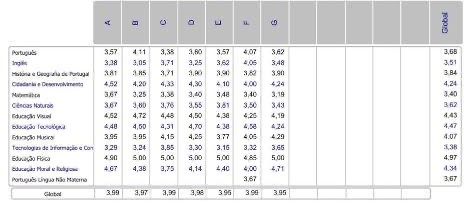 A B C D E F G Global
Português 3,57 4,11 3,38 3,60 3,57 4,07 3,62 3,68
Inglês 3,38 3,05 3,71 3,25 3,62 4,05 3,48 3,51
História e Geografia de Portugal 3,81 3,85 3,71 3,90 3,90 3,82 3,90 3,84
Cidadania e Desenvolvimento 4,52 4,20 4,33 4,30 4,10 4,00 4,24 4,24
Matemática 3,67 3,25 3,38 3,40 3,48 3,40 3,19 3,40
Ciências Naturais 3,67 3,60 3,76 3,55 3,81 3,50 3,43 3,62
Educação Visual 4,52 4,72 4,48 4,50 4,38 4,25 4,19 4,43
Educação Tecnológica 4,48 4,50 4,31 4,70 4,38 4,58 4,24 4,47
Educação Musical 3,95 3,95 4,15 4,25 3,77 4,05 4,29 4,07
Tecnologias de Informação e Con 3,29 3,24 3,85 3,30 3,15 3,32 3,65 3,38
Educação Física 4,90 5,00 5,00 5,00 5,00 4,85 5,00 4,97
Educação Moral e Religiosa 4,67 4,38 3,75 4,14 4,40 4,00 4,71 4,34
Português Língua Não Materna 3,67 3,67
Global 3,99 3,97 3,99 3,98 3,95 3,99 3,95